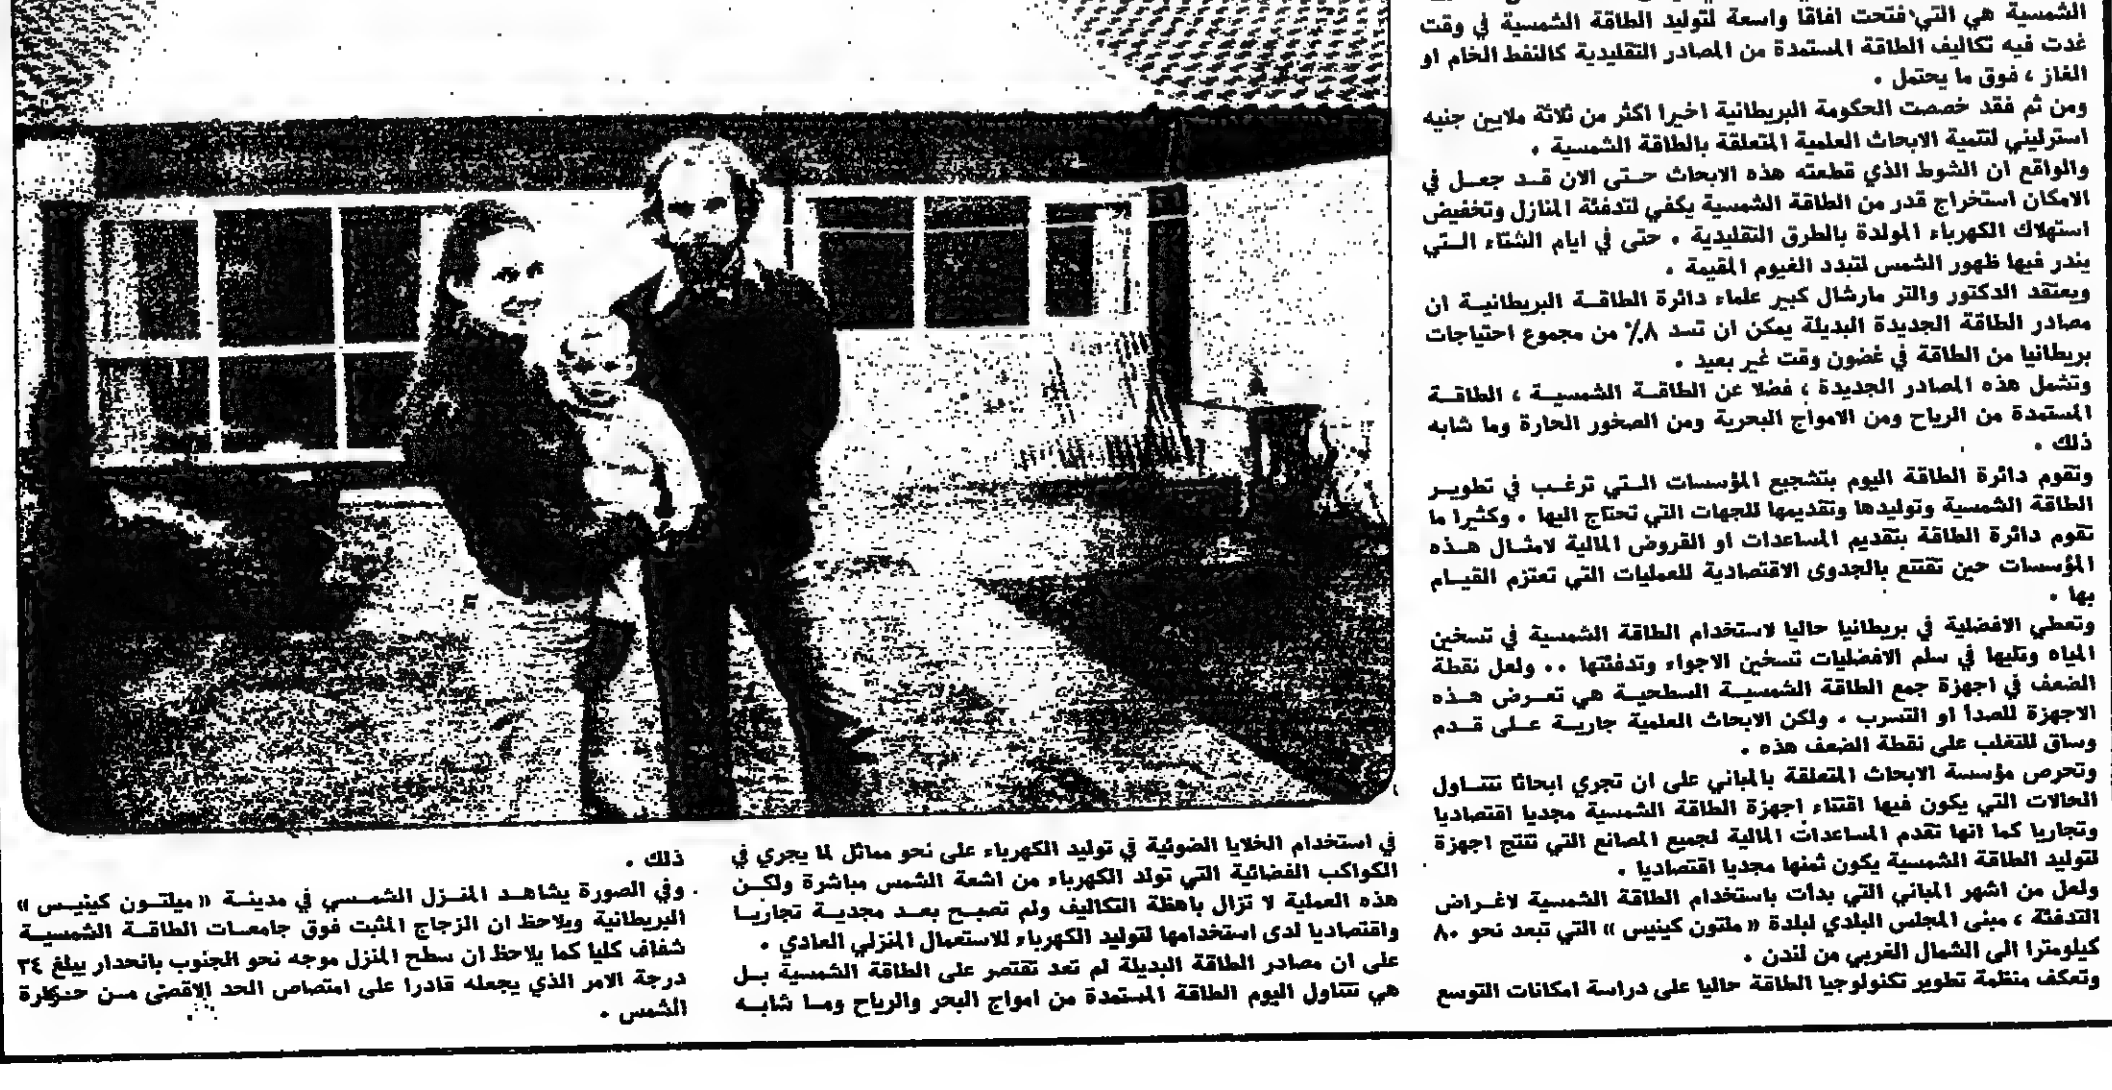 الشمسية هي التي فتحت افاقا واسعة لتوليد الطاقة الشمسية في وقت
غدت فيه تكاليف الطاقة المستمدة من المصادر التقليدية كالنفط الخام او
الغاز ، فوق ما يحتمل .
ومن ثم فقد خصصت الحكومة البريطانية اخيرا اكثر من ثلاثة ملايين جنيه
استرليني لتنمية الابحاث العلمية المتعلقة بالطاقة الشمسية .
والواقع ان الشوط الذي قطعته هذه الابحاث حتى الان قد جعل في
الامكان استخراج قدر من الطاقة الشمسية يكفي لتدفئة المنازل وتخفيض
استهلاك الكهرباء المولدة بالطرق التقليدية . حتى في ايام الشتاء التي
يندر فيها ظهور الشمس لتبدد الغيوم المقيمة .
ويعتقد الدكتور والتر مارشال كبير علماء دائرة الطاقة البريطانية ان
مصادر الطاقة الجديدة البديلة يمكن ان تسد ٨٪ من مجموع احتياجات
بريطانيا من الطاقة في غضون وقت غير بعيد .
وتشمل هذه المصادر الجديدة ، فضلا عن الطاقة الشمسية ، الطاقة
المستمدة من الرياح ومن الامواج البحرية ومن الصخور الحارة وما شابه
ذلك .
وتقوم دائرة الطاقة اليوم بتشجيع المؤسسات التي ترغب في تطوير
الطاقة الشمسية وتوليدها وتقديمها للجهات التي تحتاج اليها . وكثيرا ما
تقوم دائرة الطاقة بتقديم المساعدات او القروض المالية لامثال هذه
المؤسسات حين تقتنع بالجدوى الاقتصادية للعمليات التي تعتزم القيام
بها .
وتعطي الافضلية في بريطانيا حاليا لاستخدام الطاقة الشمسية في تسخين
المياه وتليها في سلم الافضليات تسخين الاجواء وتدفئتها .. ولعل نقطة
الضعف في اجهزة جمع الطاقة الشمسية السطحية هي تعرض هذه
الاجهزة للصدأ او التسرب . ولكن الابحاث العلمية جارية على قدم
وساق للتغلب على نقطة الضعف هذه .
وتحرص مؤسسة الابحاث المتعلقة بالمباني على ان تجري ابحاثا تتناول
الحالات التي يكون فيها اقتناء اجهزة الطاقة الشمسية مجديا اقتصاديا
وتجاريا كما انها تقدم المساعدات المالية لجميع المصانع التي تنتج اجهزة
لتوليد الطاقة الشمسية يكون ثمنها مجديا اقتصاديا .
ولعل من اشهر المباني التي بدأت باستخدام الطاقة الشمسية لاغراض
التدفئة ، مبنى المجلس البلدي لبلدة « ملتون كينيس » التي تبعد نحو ٨٠
كيلومترا الى الشمال الغربي من لندن .
وتعكف منظمة تطوير تكنولوجيا الطاقة حاليا على دراسة امكانات التوسع
في استخدام الخلايا الضوئية في توليد الكهرباء على نحو مماثل لما يجري في
الكواكب الفضائية التي تولد الكهرباء من اشعة الشمس مباشرة ولكن
هذه العملية لا تزال باهظة التكاليف ولم تصبح بعد مجدية تجاريا
واقتصاديا لدى استخدامها لتوليد الكهرباء للاستعمال المنزلي العادي .
على ان مصادر الطاقة البديلة لم تعد تقتصر على الطاقة الشمسية بل
هي تتناول اليوم الطاقة المستمدة من امواج البحر والرياح وما شابه
ذلك .
وفي الصورة يشاهد المنزل الشمسي في مدينة « ميلتون كينيس »
البريطانية ويلاحظ ان الزجاج المثبت فوق جامعات الطاقة الشمسية
شفاف كليا كما يلاحظ ان سطح المنزل موجه نحو الجنوب بانحدار يبلغ ٣٤
درجة الامر الذي يجعله قادرا على امتصاص الحد الاقصى من حرارة
الشمس .